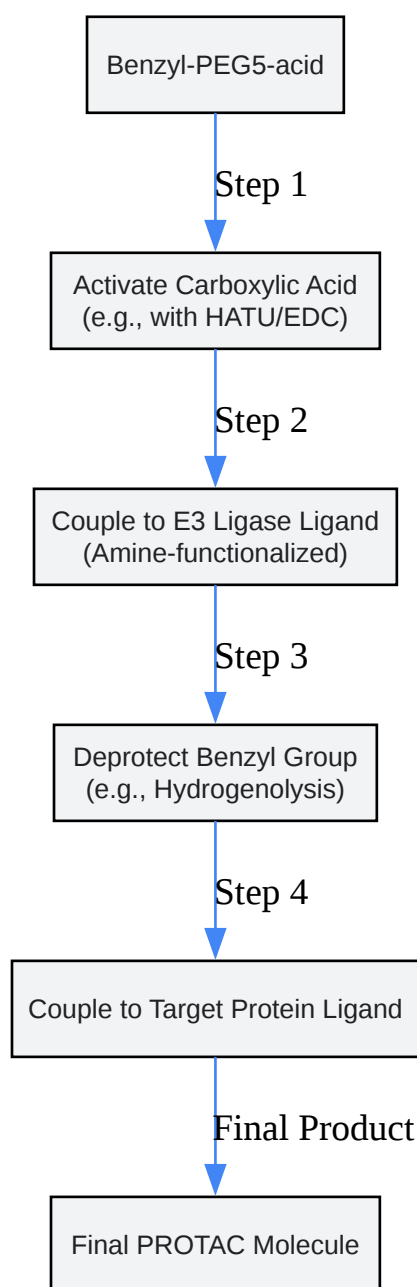 Benzyl-PEG5-acid
Step 1
Activate Carboxylic Acid
(e.g., with HATU/EDC)
Step 2
Couple to E3 Ligase Ligand
(Amine-functionalized)
Step 3
Deprotect Benzyl Group
(e.g., Hydrogenolysis)
Step 4
Couple to Target Protein Ligand
Final Product
Final PROTAC Molecule